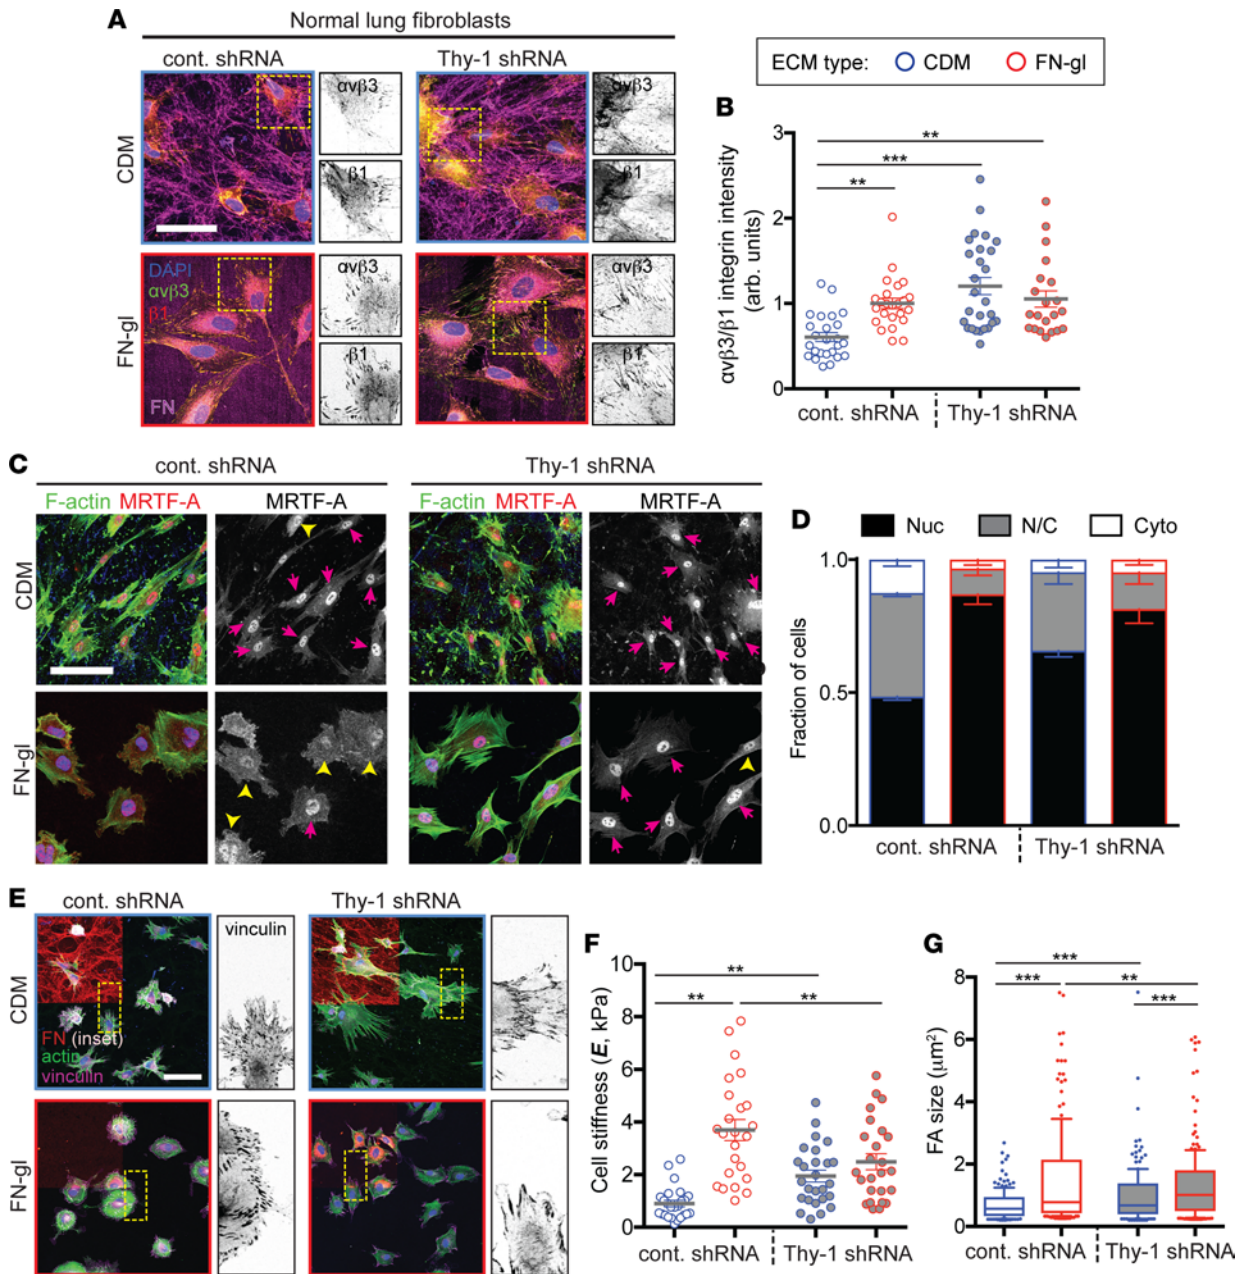 A
Normal lung fibroblasts
cont. shRNA
Thy-1 shRNA
CDM
αvβ3
β1
αvβ3
β1
FN-gl
DAPI
αvβ3
β1
FN
αvβ3
β1
αvβ3
β1
ECM type: CDM FN-gl
B
αvβ3/β1 integrin intensity
(arb. units)
3
2
1
0
**
***
**
cont. shRNA
Thy-1 shRNA
C
cont. shRNA
Thy-1 shRNA
F-actin MRTF-A
MRTF-A
F-actin MRTF-A
MRTF-A
CDM
FN-gl
D
Nuc
N/C
Cyto
Fraction of cells
1.0
0.5
0.0
cont. shRNA
Thy-1 shRNA
E
cont. shRNA
Thy-1 shRNA
CDM
vinculin
FN (inset)
actin
vinculin
FN-gl
F
Cell stiffness (E, kPa)
10
8
6
4
2
0
**
**
**
cont. shRNA
Thy-1 shRNA
G
FA size (μm²)
8
6
4
2
0
***
***
**
***
cont. shRNA
Thy-1 shRNA